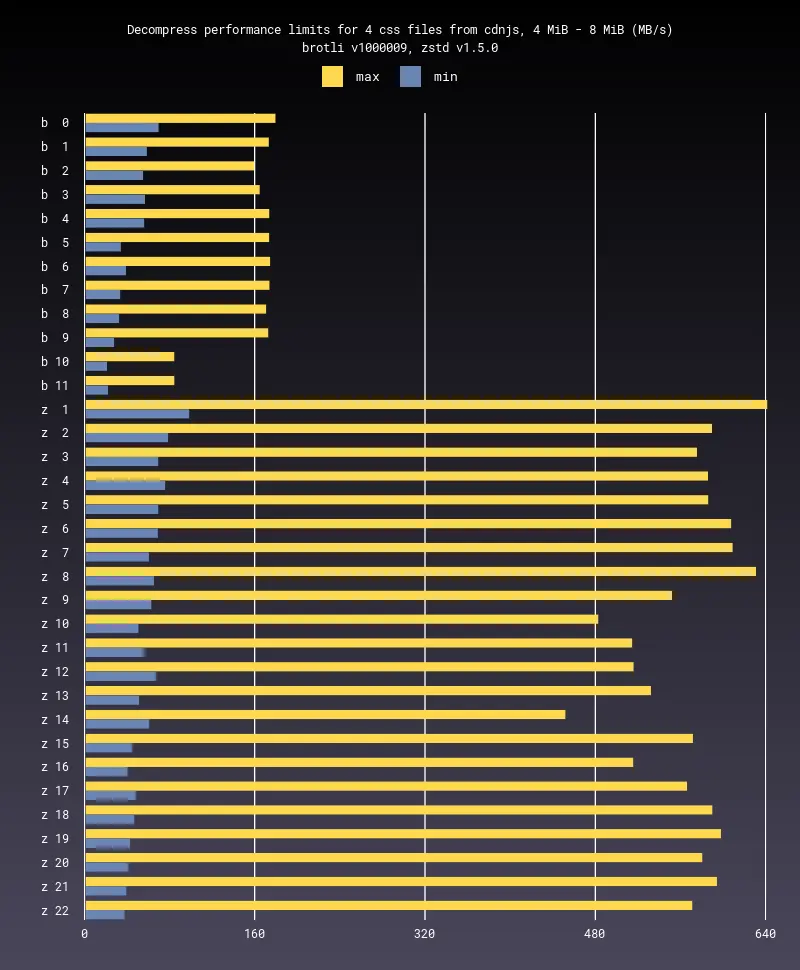 Decompress performance limits for 4 css files from cdnjs, 4 MiB - 8 MiB (MB/s)
brotli v1000009, zstd v1.5.0
max min
b 0
b 1
b 2
b 3
b 4
b 5
b 6
b 7
b 8
b 9
b 10
b 11
z 1
z 2
z 3
z 4
z 5
z 6
z 7
z 8
z 9
z 10
z 11
z 12
z 13
z 14
z 15
z 16
z 17
z 18
z 19
z 20
z 21
z 22
0 160 320 480 640